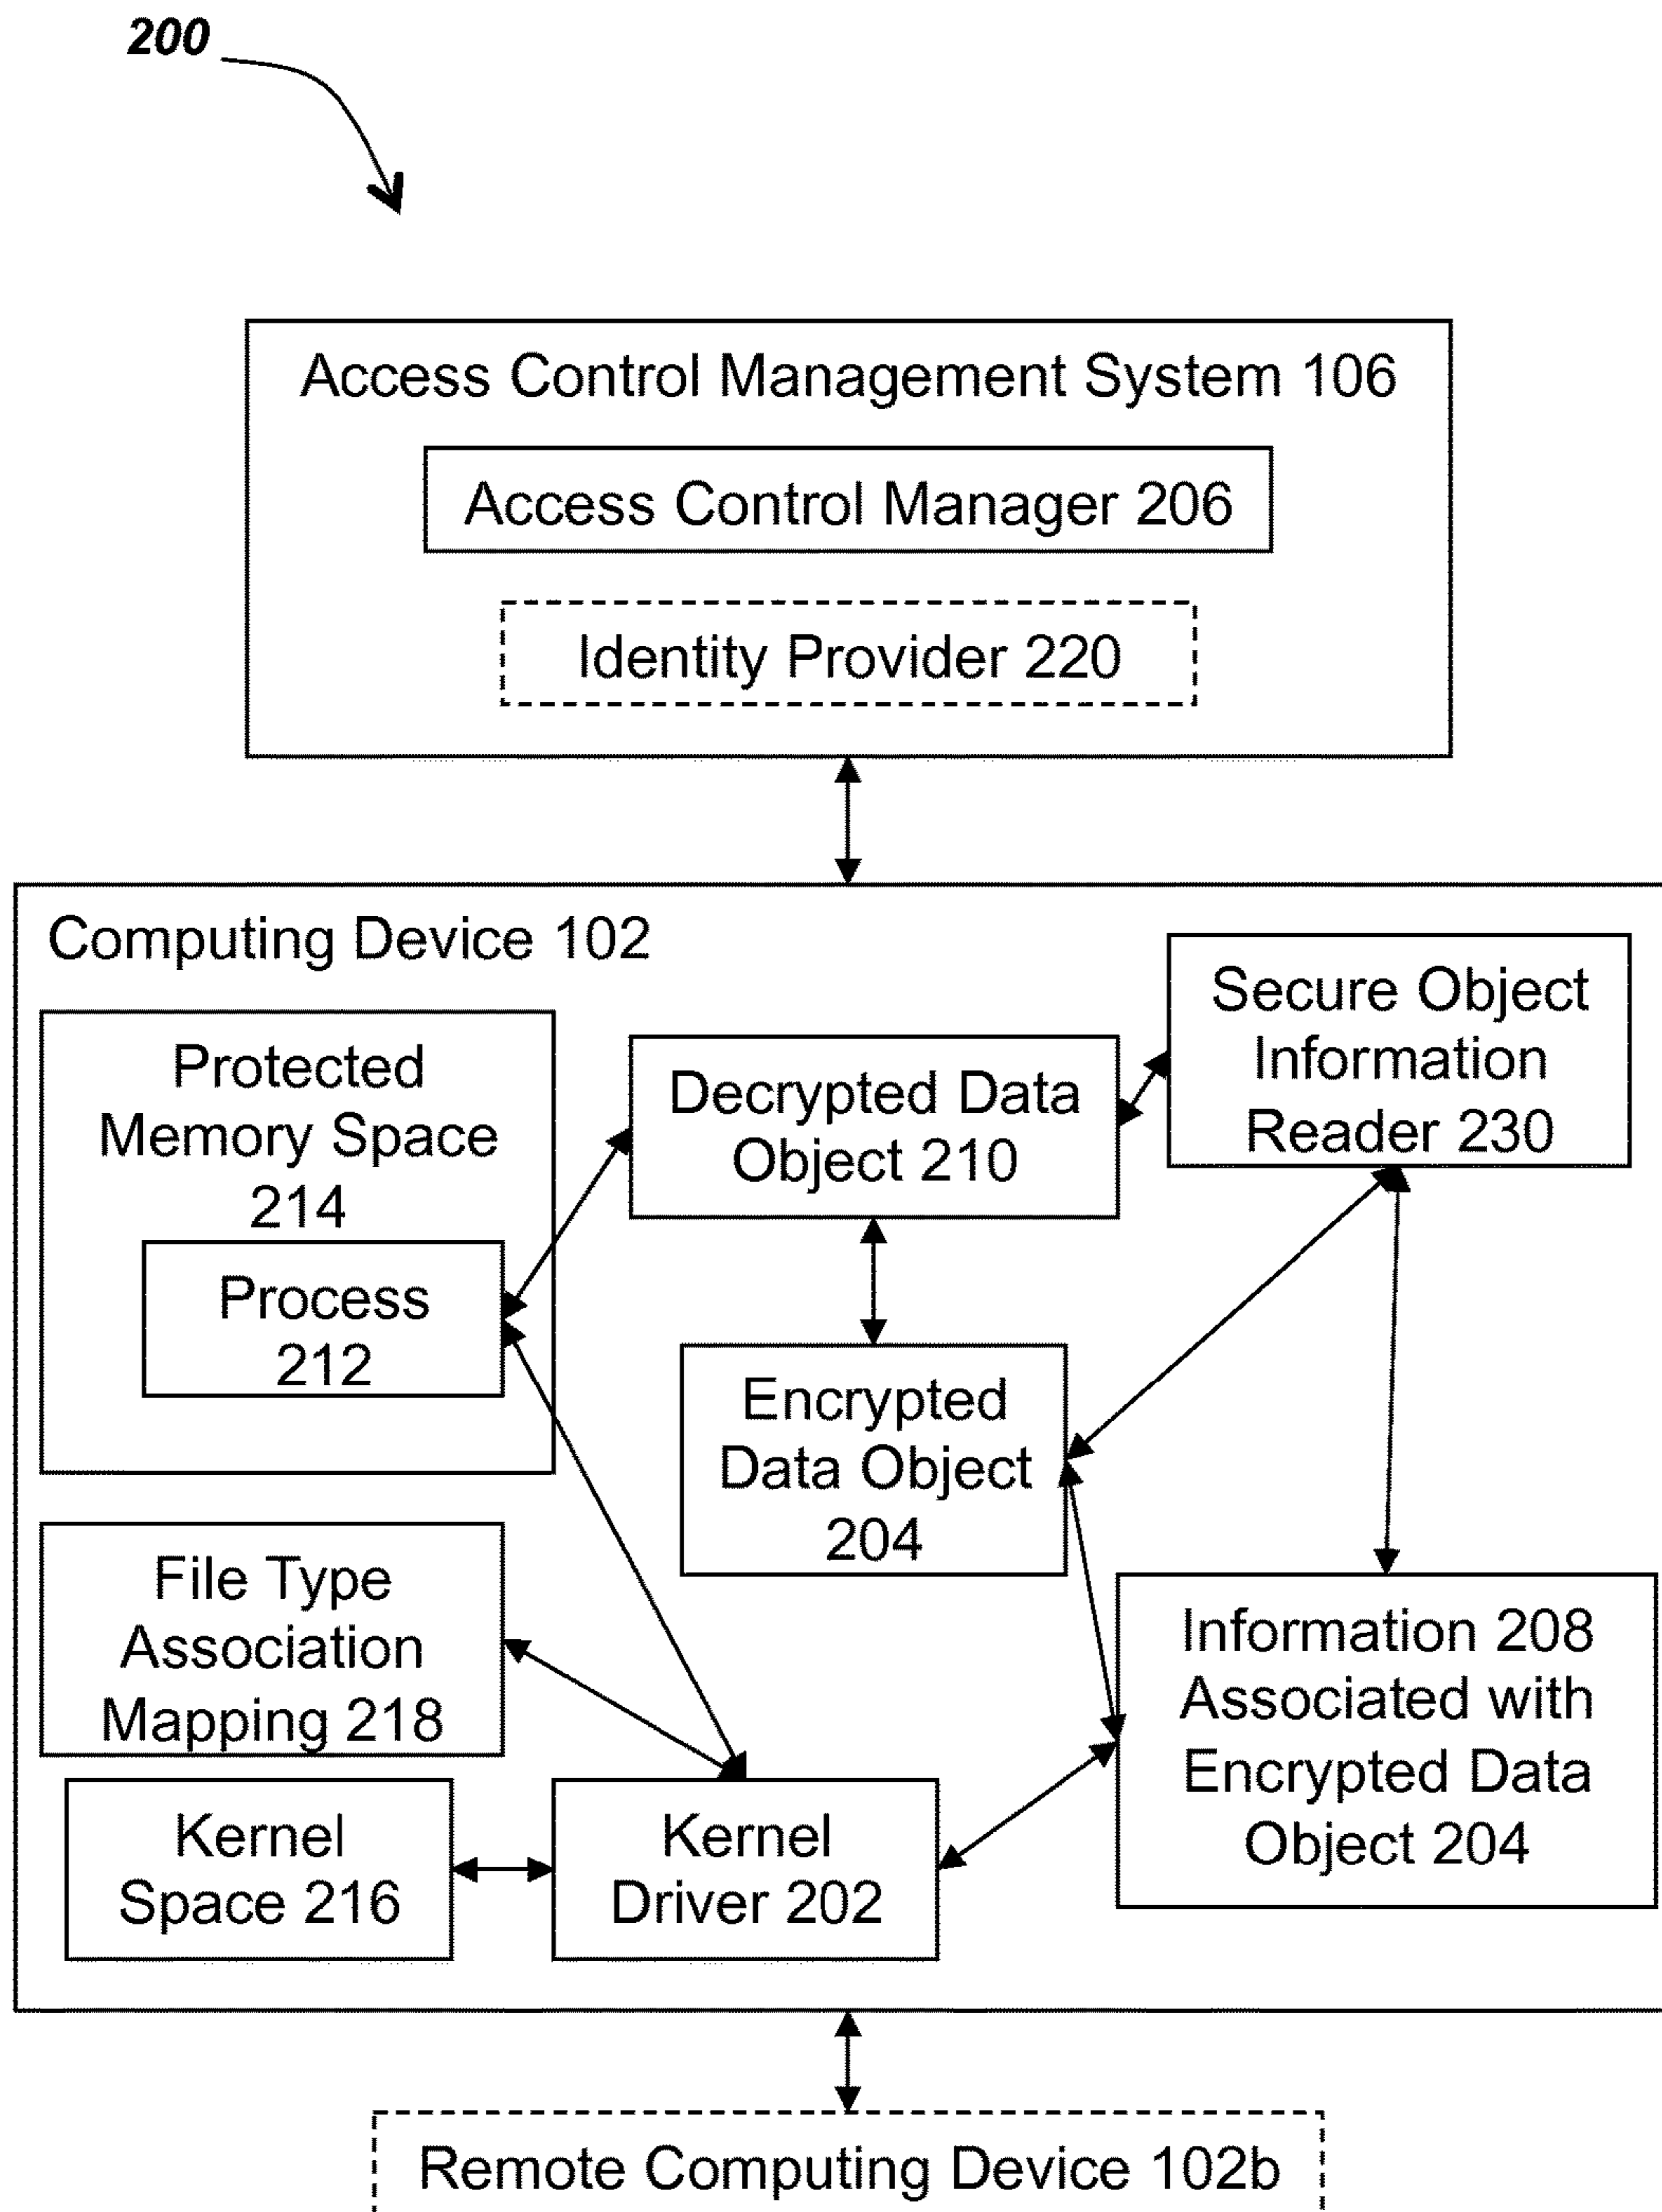 200
Access Control Management System 106
Access Control Manager 206
Identity Provider 220
Computing Device 102
Protected
Memory Space
214
Process
212
Decrypted Data
Object 210
Secure Object
Information
Reader 230
Encrypted
Data Object
204
File Type
Association
Mapping 218
Information 208
Associated with
Encrypted Data
Object 204
Kernel
Space 216
Kernel
Driver 202
Remote Computing Device 102b